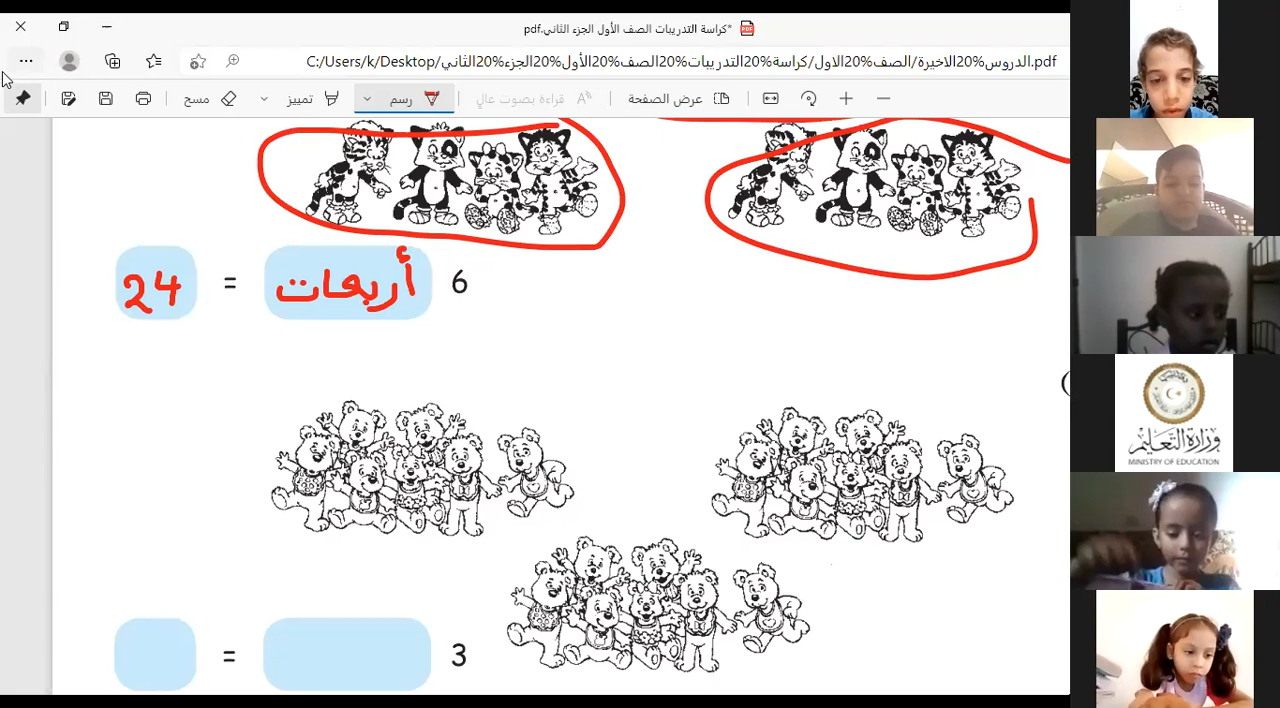 كراسة التدريبات الصف الأول الجزء الثاني.pdf*
C:/Users/k/Desktop/الدروس%20الاخيرة/الصف%20الاول/كراسة%20التدريبات%20الصف%20الأول%20الجزء%20الثاني.pdf
عرض الصفحة
قراءة بصوت عالٍ
رسم
تمييز
مسح
6 أربعات = 24
3 =
وزارة التعليم
MINISTRY OF EDUCATION